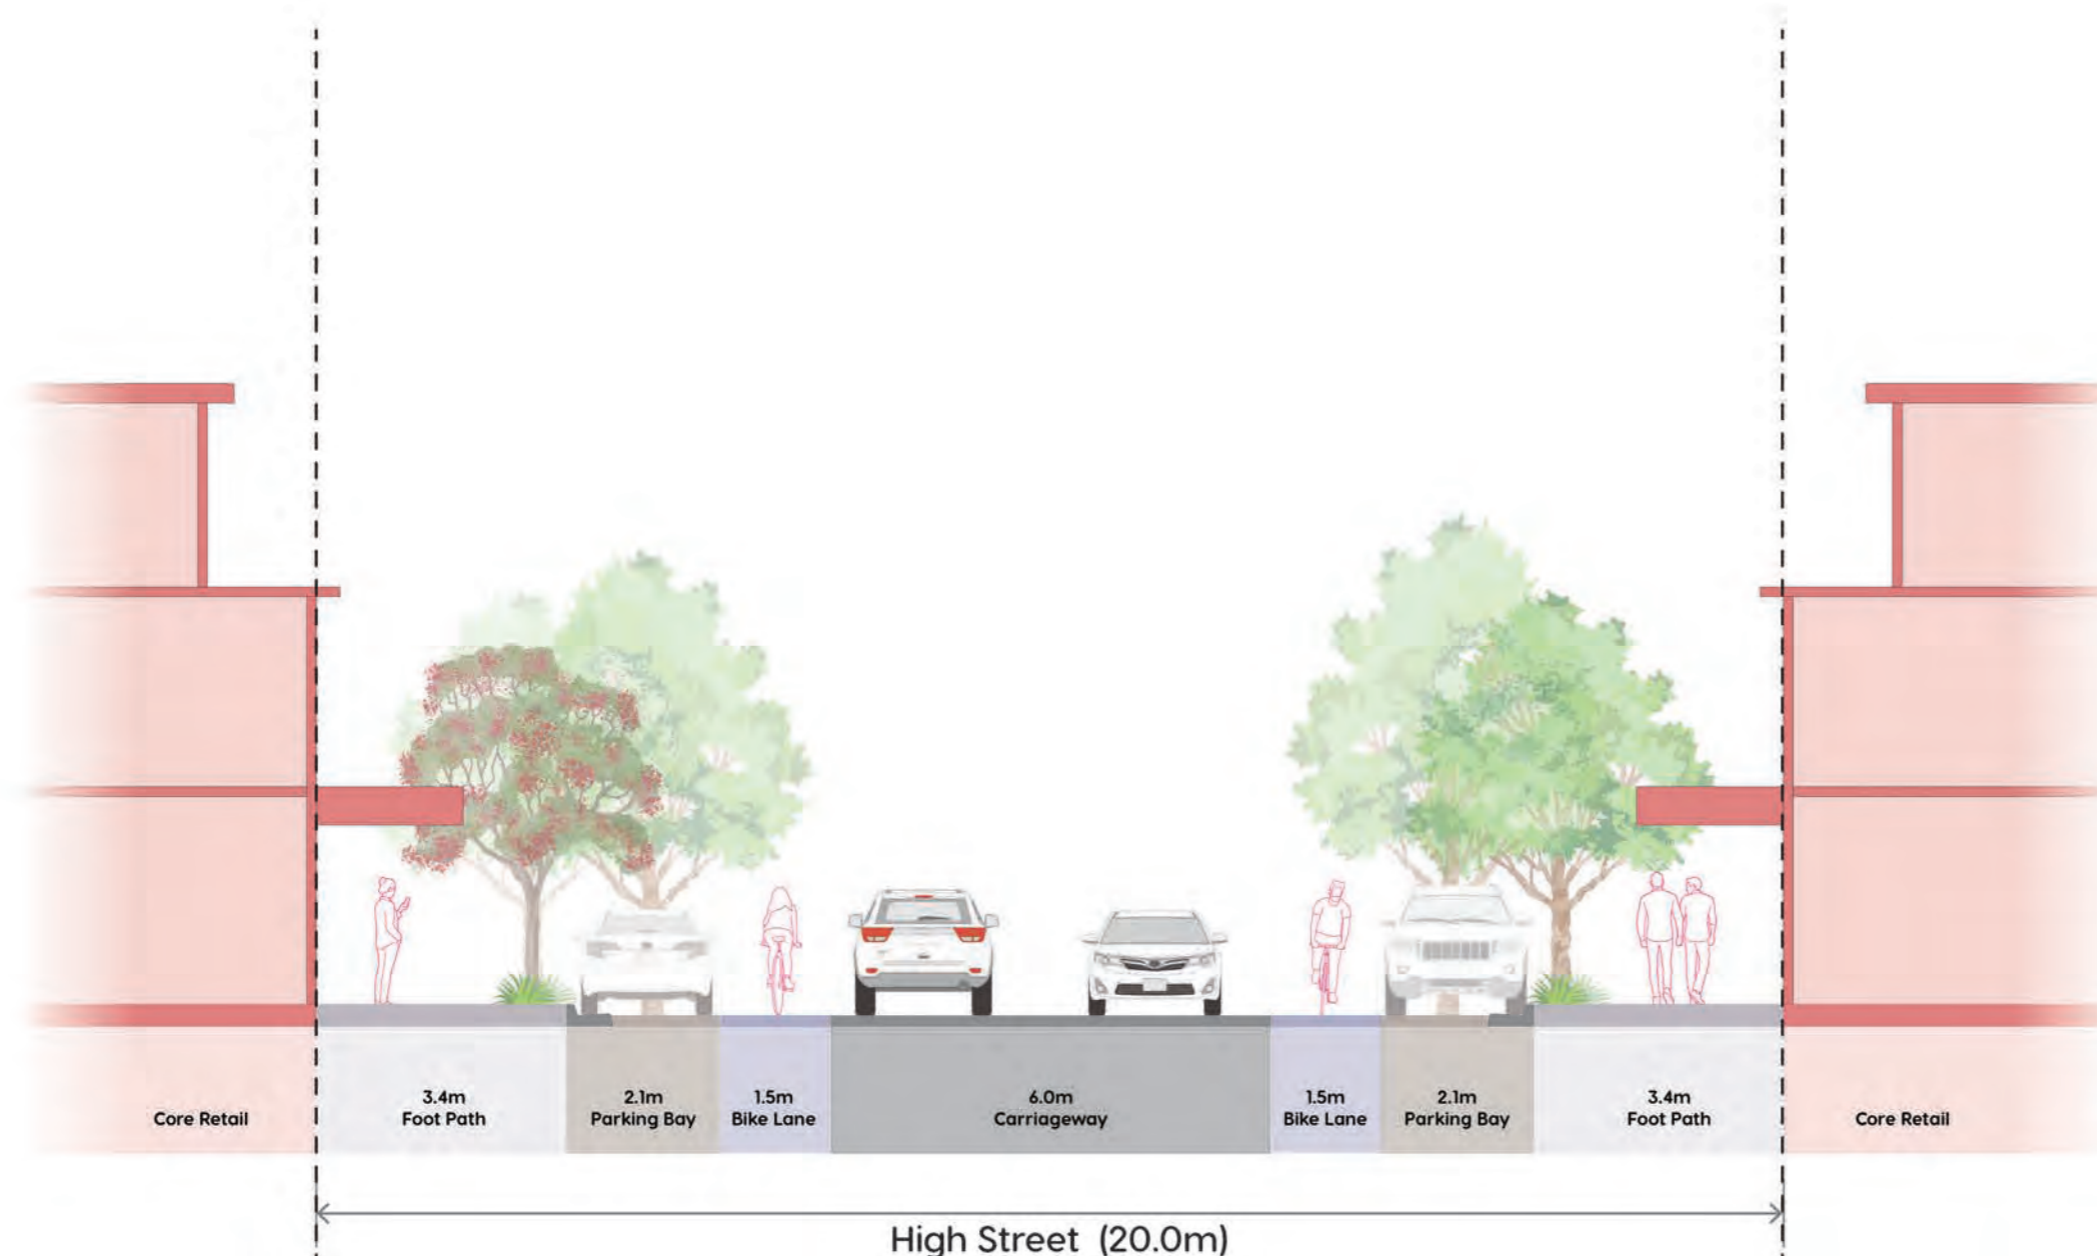 Core Retail
3.4m
Foot Path
2.1m
Parking Bay
1.5m
Bike Lane
6.0m
Carriageway
1.5m
Bike Lane
2.1m
Parking Bay
3.4m
Foot Path
Core Retail
High Street (20.0m)